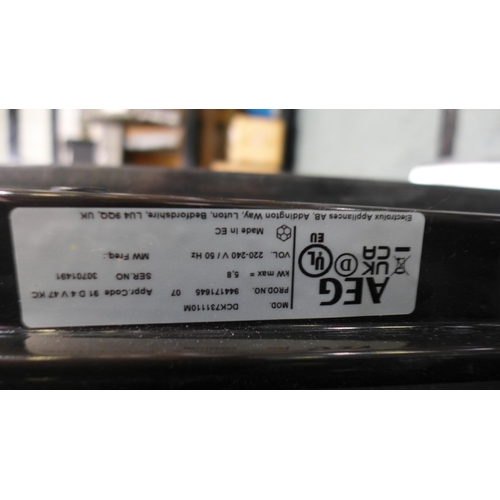 AEG
MOD. DCK731110M
PROD.NO. 944171645 07 Appr.Code 91 D 4 V 47 KC
kW max = 5,8 SER.NO 30701491
VOL. 220-240 V / 50 Hz MW Freq.:
Made in EC
Electrolux Appliances AB, Addington Way, Luton, Bedfordshire, LU4 9QQ, UK
UK
CA
D
UL
EU